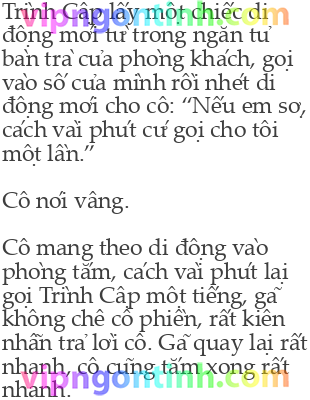 Trình Cập lấy một chiếc di
động mới từ trong ngăn tủ
bàn trà của phòng khách, gọi
vào số của mình rồi nhét di
động mới cho cô: “Nếu em sợ,
cách vài phút cứ gọi cho tôi
một lần.”

Cô nói vâng.

Cô mang theo di động vào
phòng tắm, cách vài phút lại
gọi Trình Cập một tiếng, gã
không chê cô phiền, rất kiên
nhẫn trả lời cô. Gã quay lại rất
nhanh, cô cũng tắm xong rất
nhanh.
vipngontinh.com
vipngontinh.com